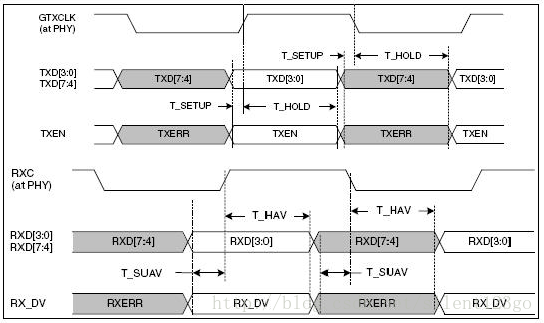 GTXCLK
(at PHY)
T_SETUP T_HOLD
TXD[3:0]
TXD[7:4]
TXD[7:4] TXD[3:0] TXD[7:4] TXD[3:0]
T_SETUP T_HOLD
TXEN TXERR TXEN TXERR TXEN
RXC
(at PHY)
T_HAV T_HAV
RXD[3:0]
RXD[7:4]
RXD[7:4] RXD[3:0] RXD[7:4] RXD[3:0]
T_SUAV T_SUAV
RX_DV RXERR RX_DV RXERR RX_DV